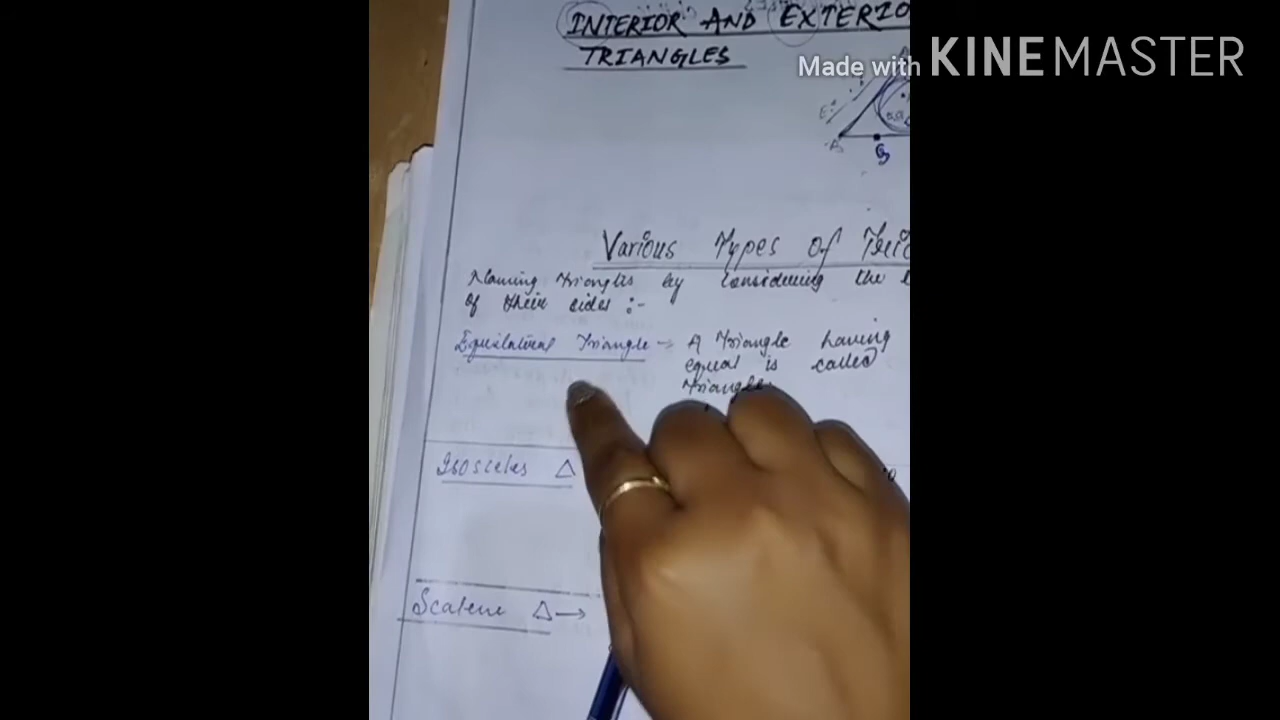 INTERIOR AND EXTERIO
TRIANGLES
Made with KINEMASTER
A
B
Various Types of
Naming Triangles by considering the
of their sides :-
Equilateral Triangle → A Triangle having
equal is called
Triangle.
Isosceles Δ
Scalene Δ →